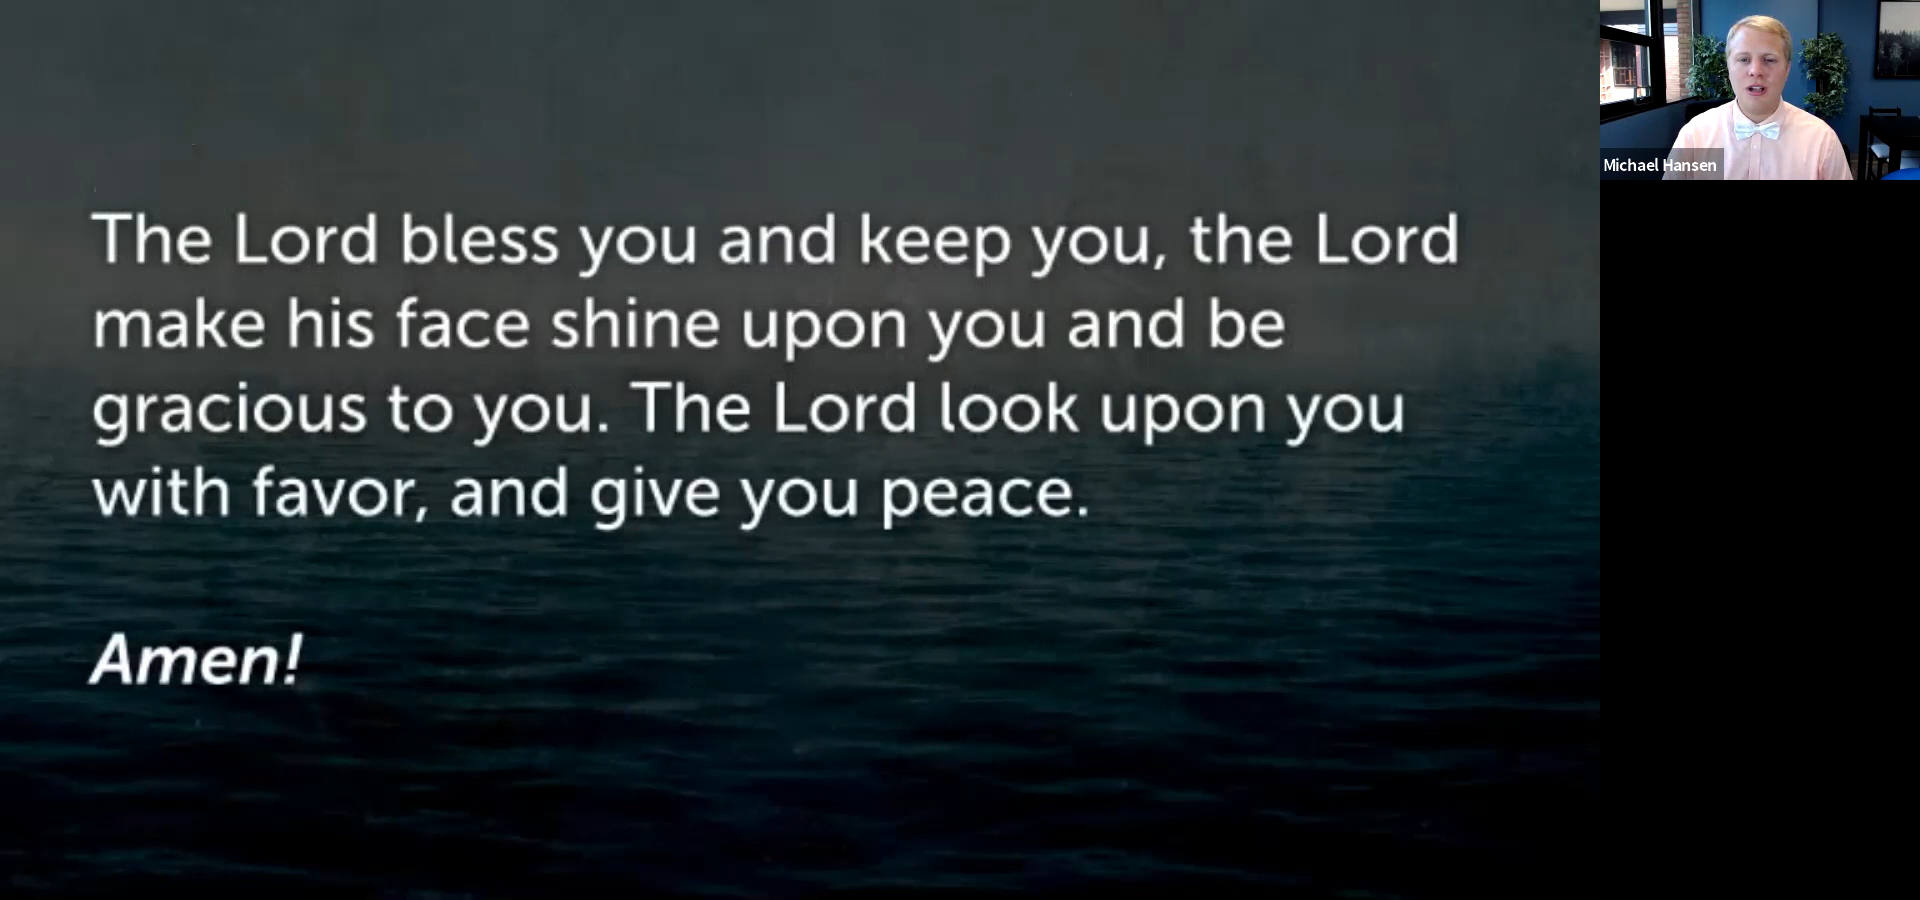 The Lord bless you and keep you, the Lord
make his face shine upon you and be
gracious to you. The Lord look upon you
with favor, and give you peace.
Amen!
Michael Hansen